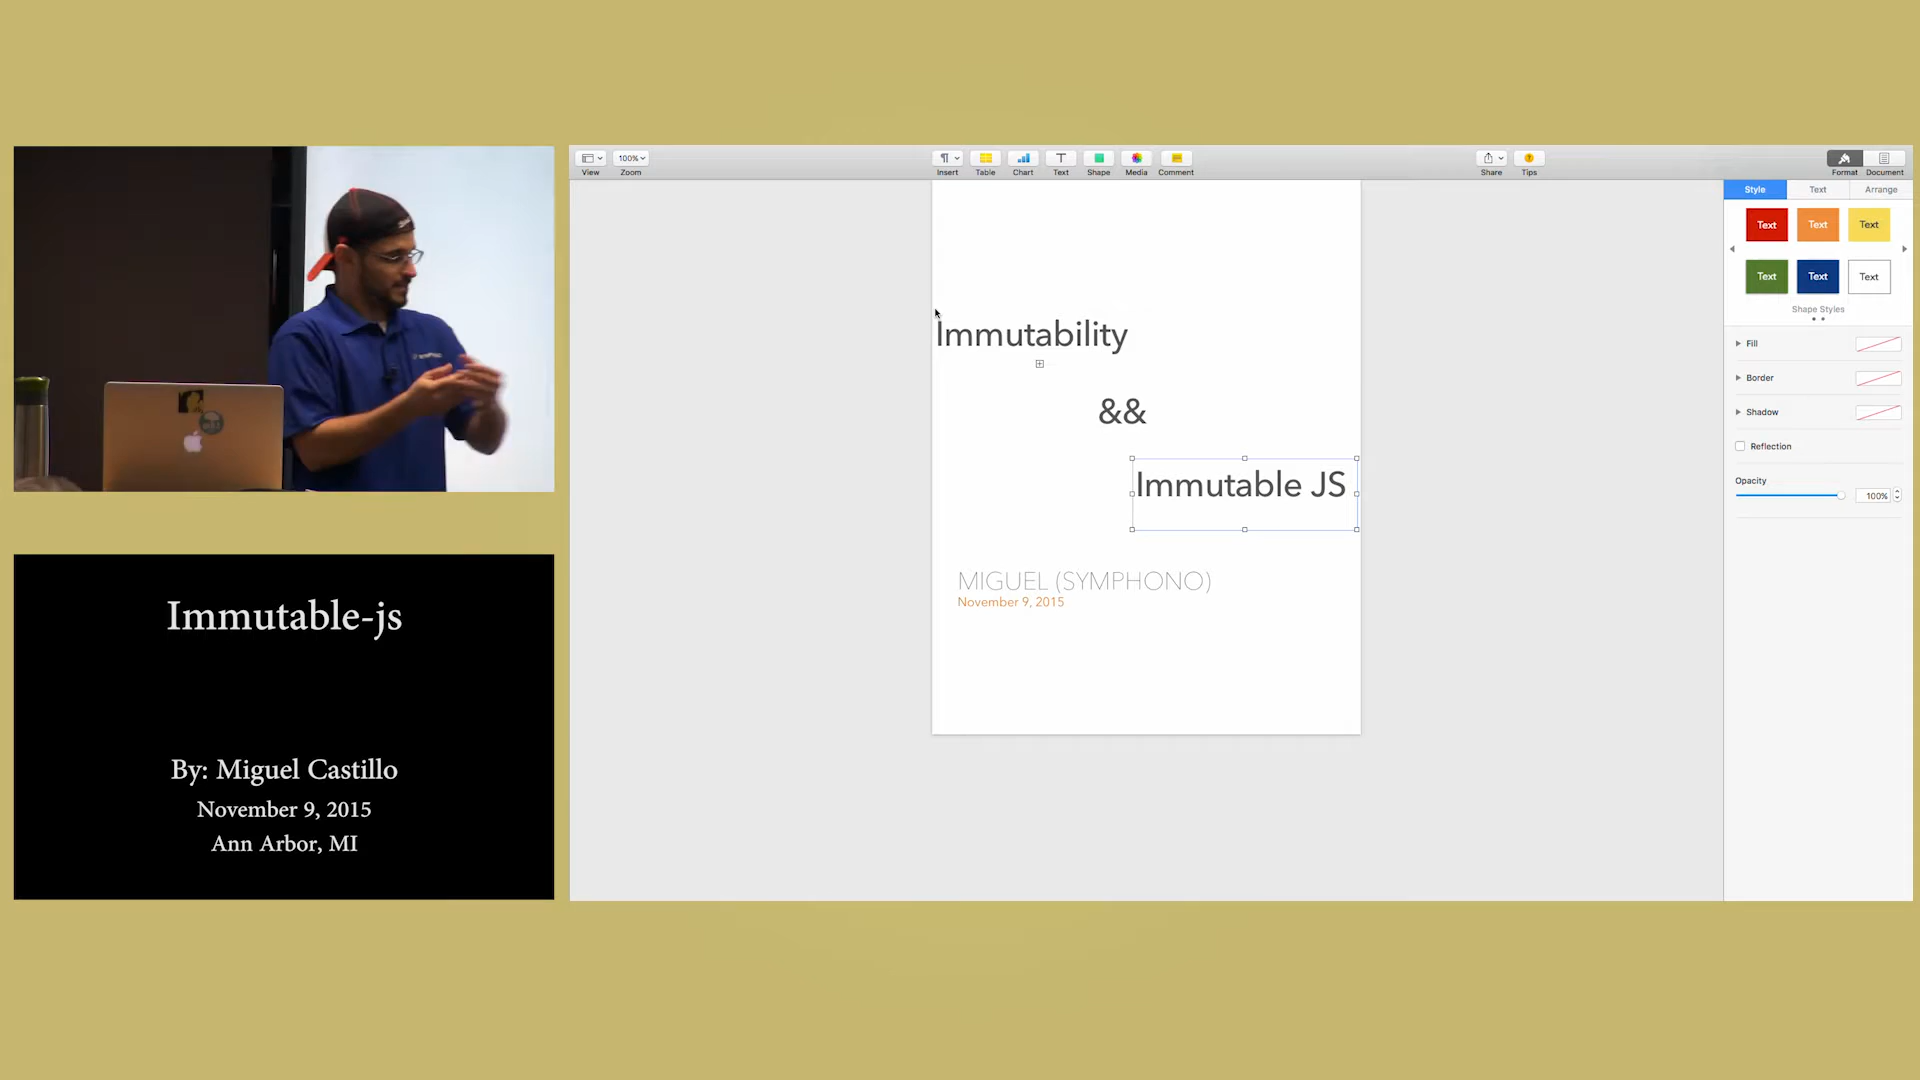 View
100%
Zoom
Insert
Table
Chart
T
Text
Shape
Media
Comment
Share
Tips
Format
Document
Style
Text
Arrange
Text
Text
Text
Text
Text
Text
Shape Styles
Fill
Border
Shadow
Reflection
Opacity
100%
Immutability
&&
Immutable JS
MIGUEL (SYMPHONO)
November 9, 2015
Immutable-js
By: Miguel Castillo
November 9, 2015
Ann Arbor, MI